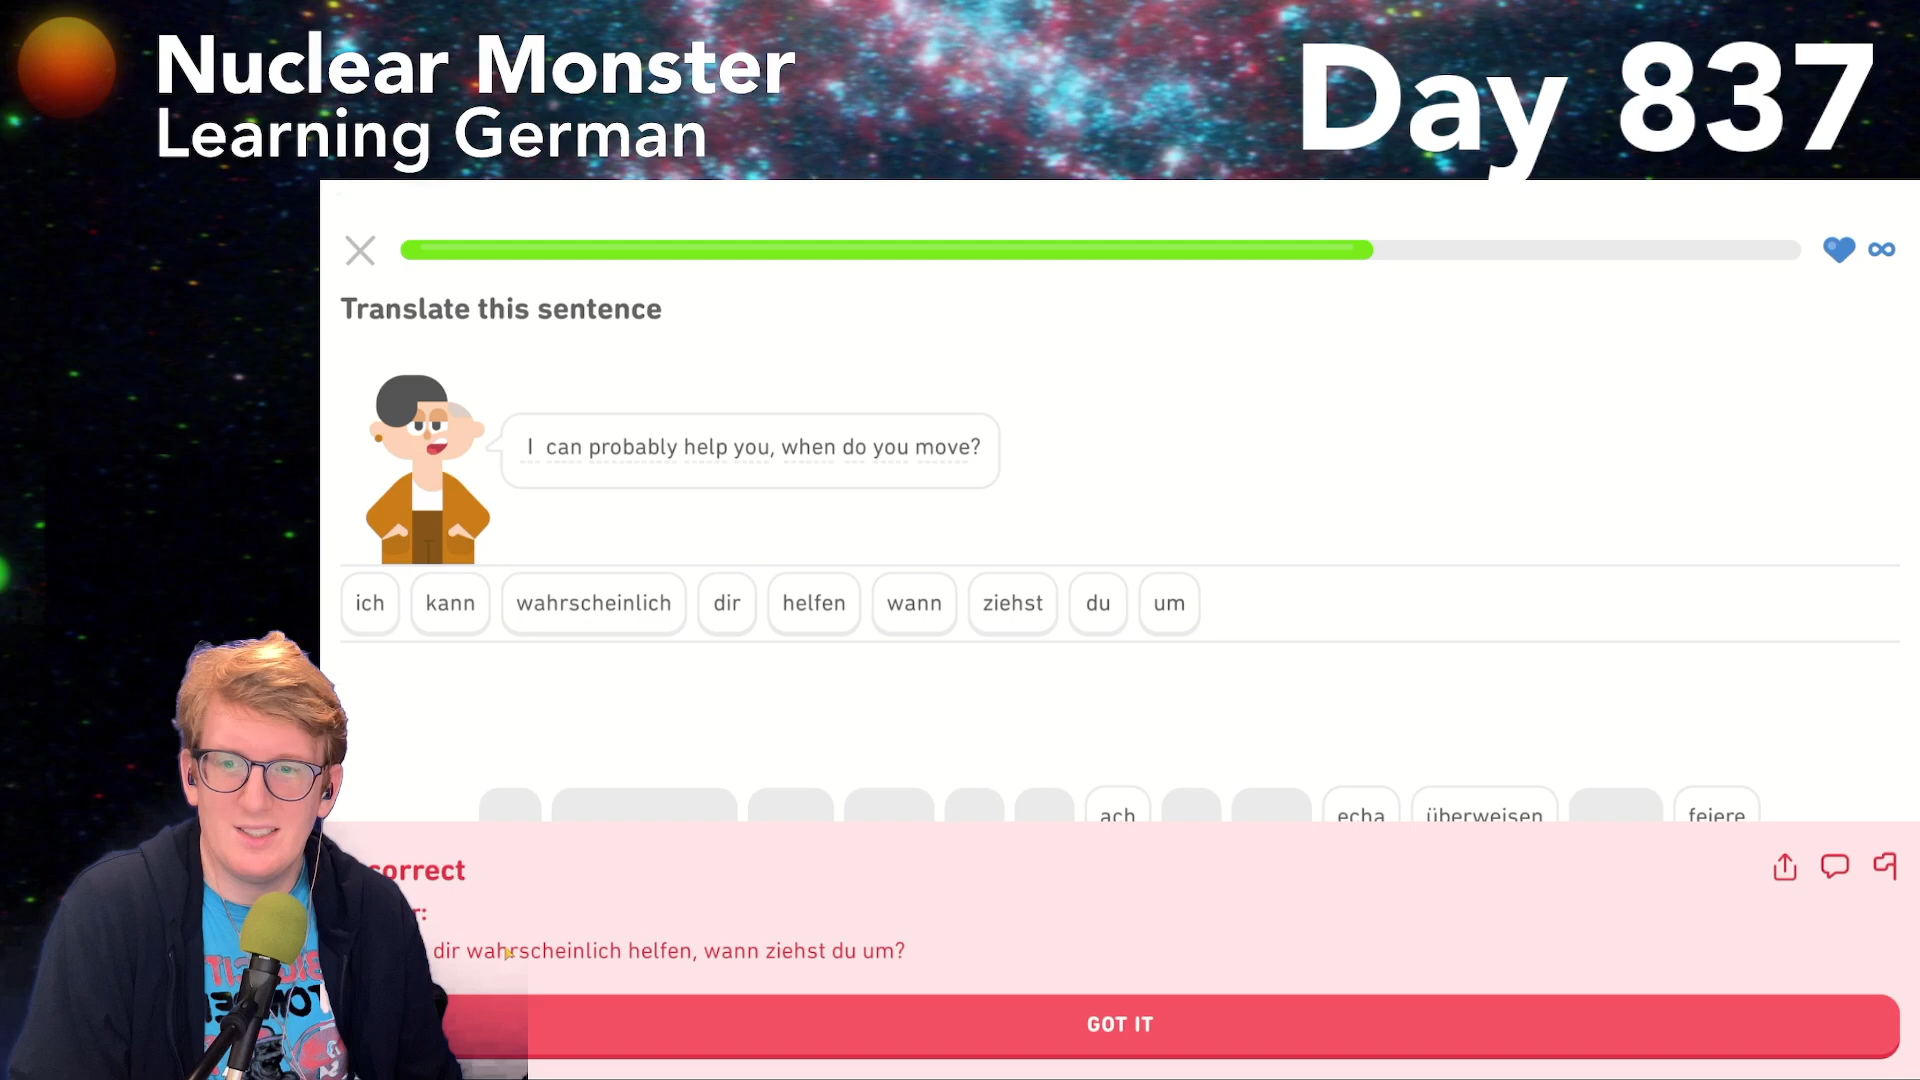 Nuclear Monster
Learning German
Day 837
Translate this sentence
I can probably help you, when do you move?
ich kann wahrscheinlich dir helfen wann ziehst du um
ach echa überweisen feiere
correct
r:
dir wahrscheinlich helfen, wann ziehst du um?
GOT IT